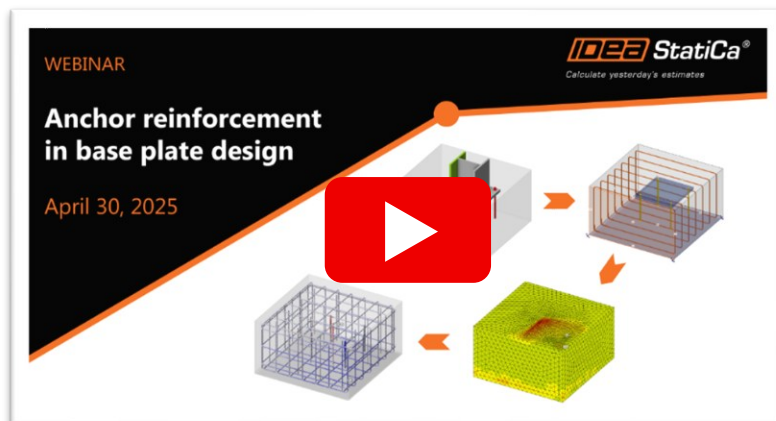 WEBINAR
IDEA StatiCa®
Calculate yesterday's estimates
Anchor reinforcement
in base plate design
April 30, 2025